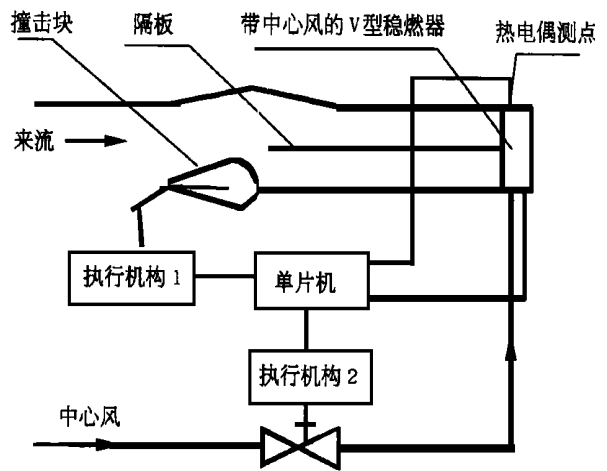 撞击块
隔板
带中心风的V型稳燃器
热电偶测点
来流
执行机构1
单片机
执行机构2
中心风